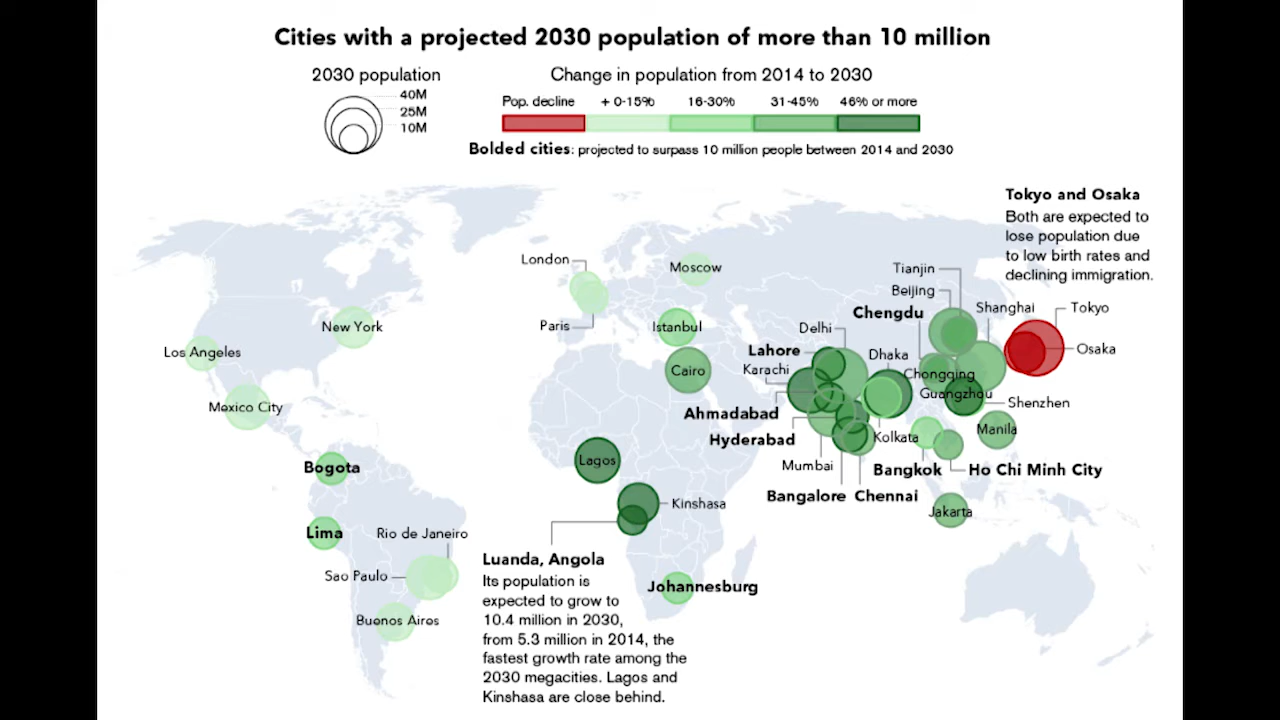 Cities with a projected 2030 population of more than 10 million
2030 population
40M
25M
10M
Change in population from 2014 to 2030
Pop. decline
+ 0-15%
16-30%
31-45%
46% or more
Bolded cities: projected to surpass 10 million people between 2014 and 2030
Tokyo and Osaka
Both are expected to
lose population due
to low birth rates and
declining immigration.
London
Moscow
Tianjin
Beijing
Chengdu
Shanghai
Tokyo
Paris
Istanbul
Delhi
New York
Los Angeles
Lahore
Dhaka
Osaka
Karachi
Cairo
Chongqing
Guangzhou
Shenzhen
Mexico City
Ahmadabad
Hyderabad
Kolkata
Manila
Mumbai
Bangkok
Ho Chi Minh City
Bogota
Lagos
Bangalore
Chennai
Kinshasa
Jakarta
Lima
Rio de Janeiro
Sao Paulo
Buenos Aires
Luanda, Angola
Its population is
expected to grow to
10.4 million in 2030,
from 5.3 million in 2014, the
fastest growth rate among the
2030 megacities. Lagos and
Kinshasa are close behind.
Johannesburg